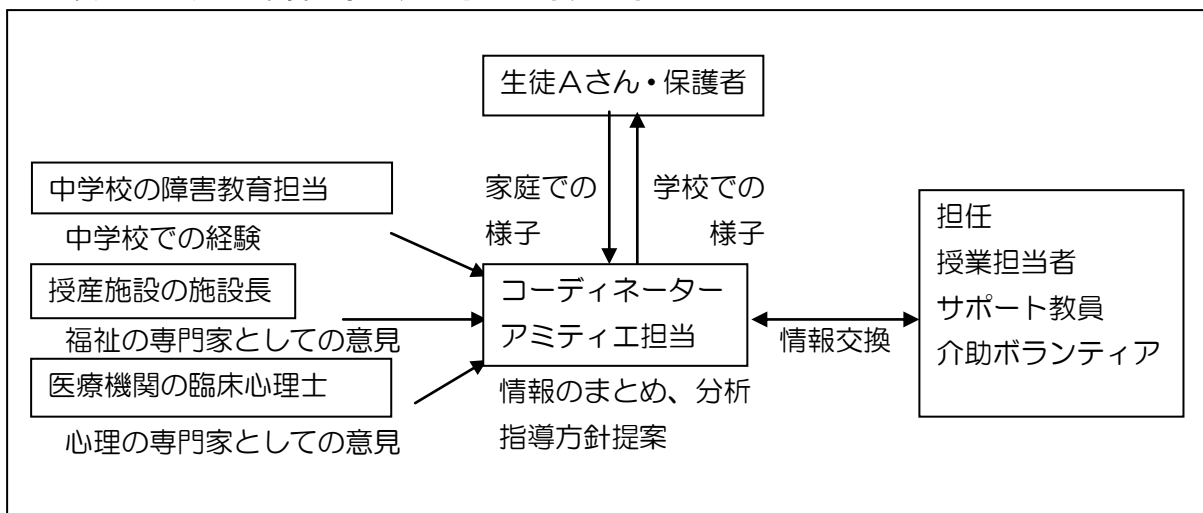 生徒Aさん・保護者
家庭での
様子
学校での
様子
中学校の障害教育担当
中学校での経験
授産施設の施設長
福祉の専門家としての意見
医療機関の臨床心理士
心理の専門家としての意見
コーディネーター
アミティエ担当
情報のまとめ、分析
指導方針提案
情報交換
担任
授業担当者
サポート教員
介助ボランティア